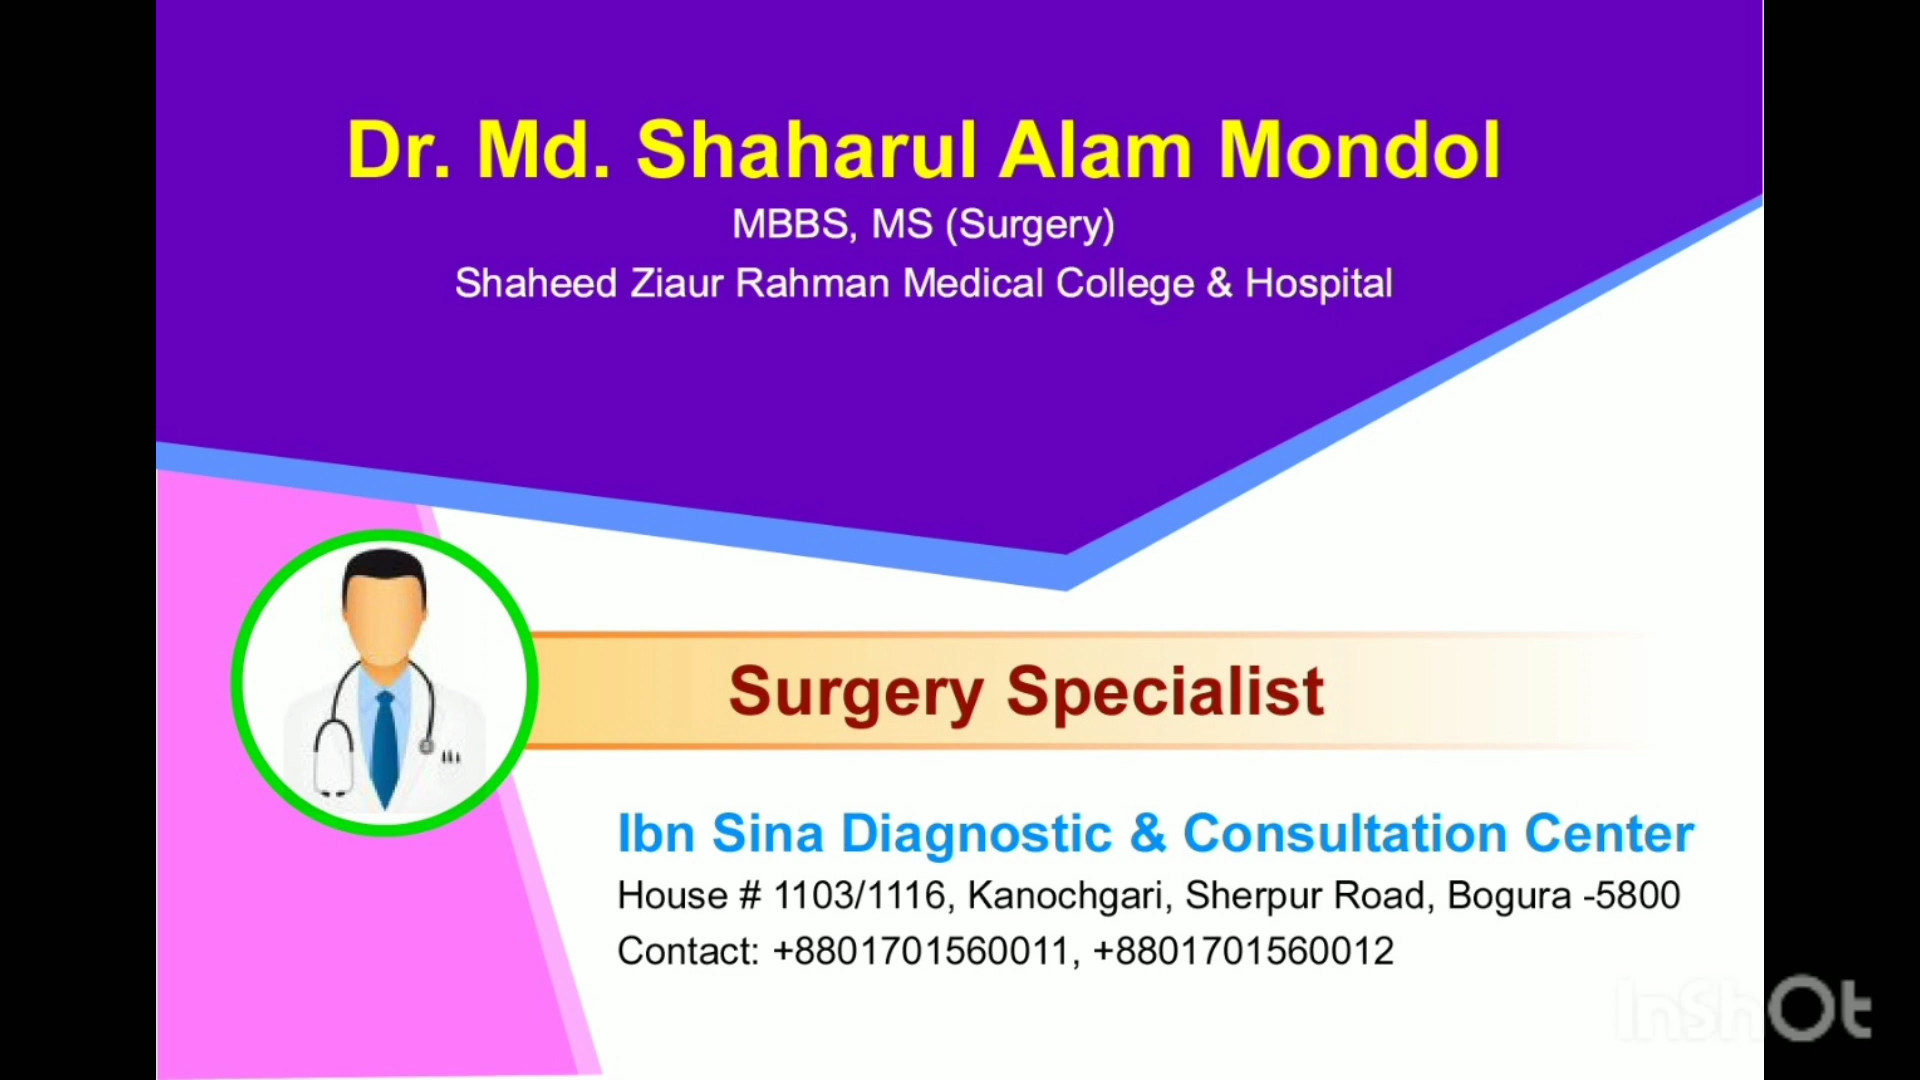 Dr. Md. Shaharul Alam Mondol
MBBS, MS (Surgery)
Shaheed Ziaur Rahman Medical College & Hospital
Surgery Specialist
Ibn Sina Diagnostic & Consultation Center
House # 1103/1116, Kanochgari, Sherpur Road, Bogura -5800
Contact: +8801701560011, +8801701560012
InShOt